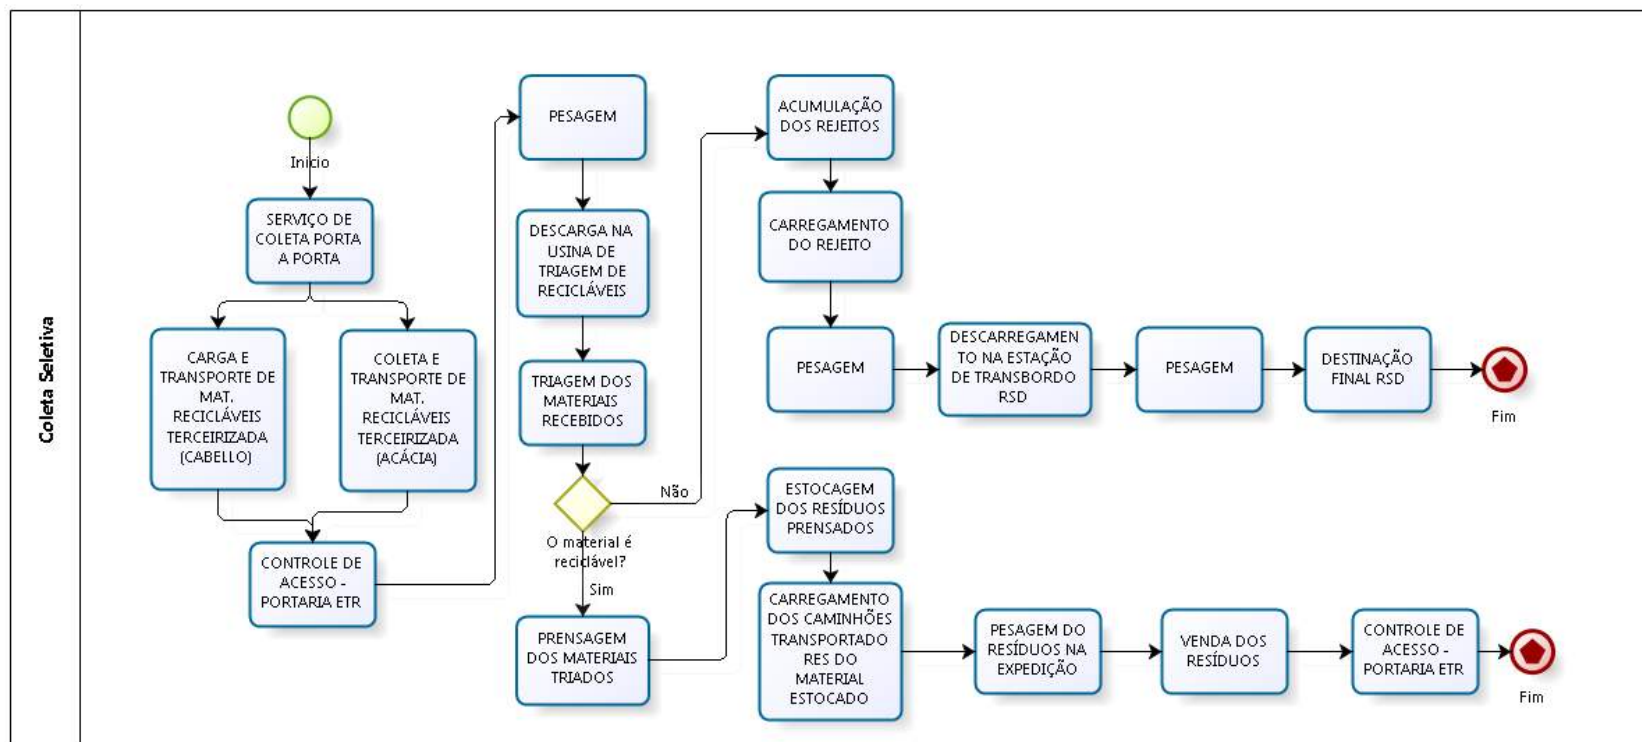 Coleta Seletiva
Início
SERVIÇO DE
COLETA PORTA
A PORTA
CARGA E
TRANSPORTE DE
MAT.
RECICLÁVEIS
TERCEIRIZADA
(CABELLO)
COLETA E
TRANSPORTE DE
MAT.
RECICLÁVEIS
TERCEIRIZADA
(ACÁCIA)
CONTROLE DE
ACESSO -
PORTARIA ETR
PESAGEM
DESCARGA NA
USINA DE
TRIAGEM DE
RECICLÁVEIS
TRIAGEM DOS
MATERIAIS
RECEBIDOS
O material é
reciclável?
Não
Sim
ACUMULAÇÃO
DOS REJEITOS
CARREGAMENTO
DO REJEITO
PESAGEM
DESCARREGAMEN
TO NA ESTAÇÃO
DE TRANSBORDO
RSD
PESAGEM
DESTINAÇÃO
FINAL RSD
Fim
PRENSAGEM
DOS MATERIAIS
TRIADOS
ESTOCAGEM
DOS RESÍDUOS
PRENSADOS
CARREGAMENTO
DOS CAMINHÕES
TRANSPORTADO
RES DO
MATERIAL
ESTOCADO
PESAGEM DO
RESÍDUOS NA
EXPEDIÇÃO
VENDA DOS
RESÍDUOS
CONTROLE DE
ACESSO -
PORTARIA ETR
Fim